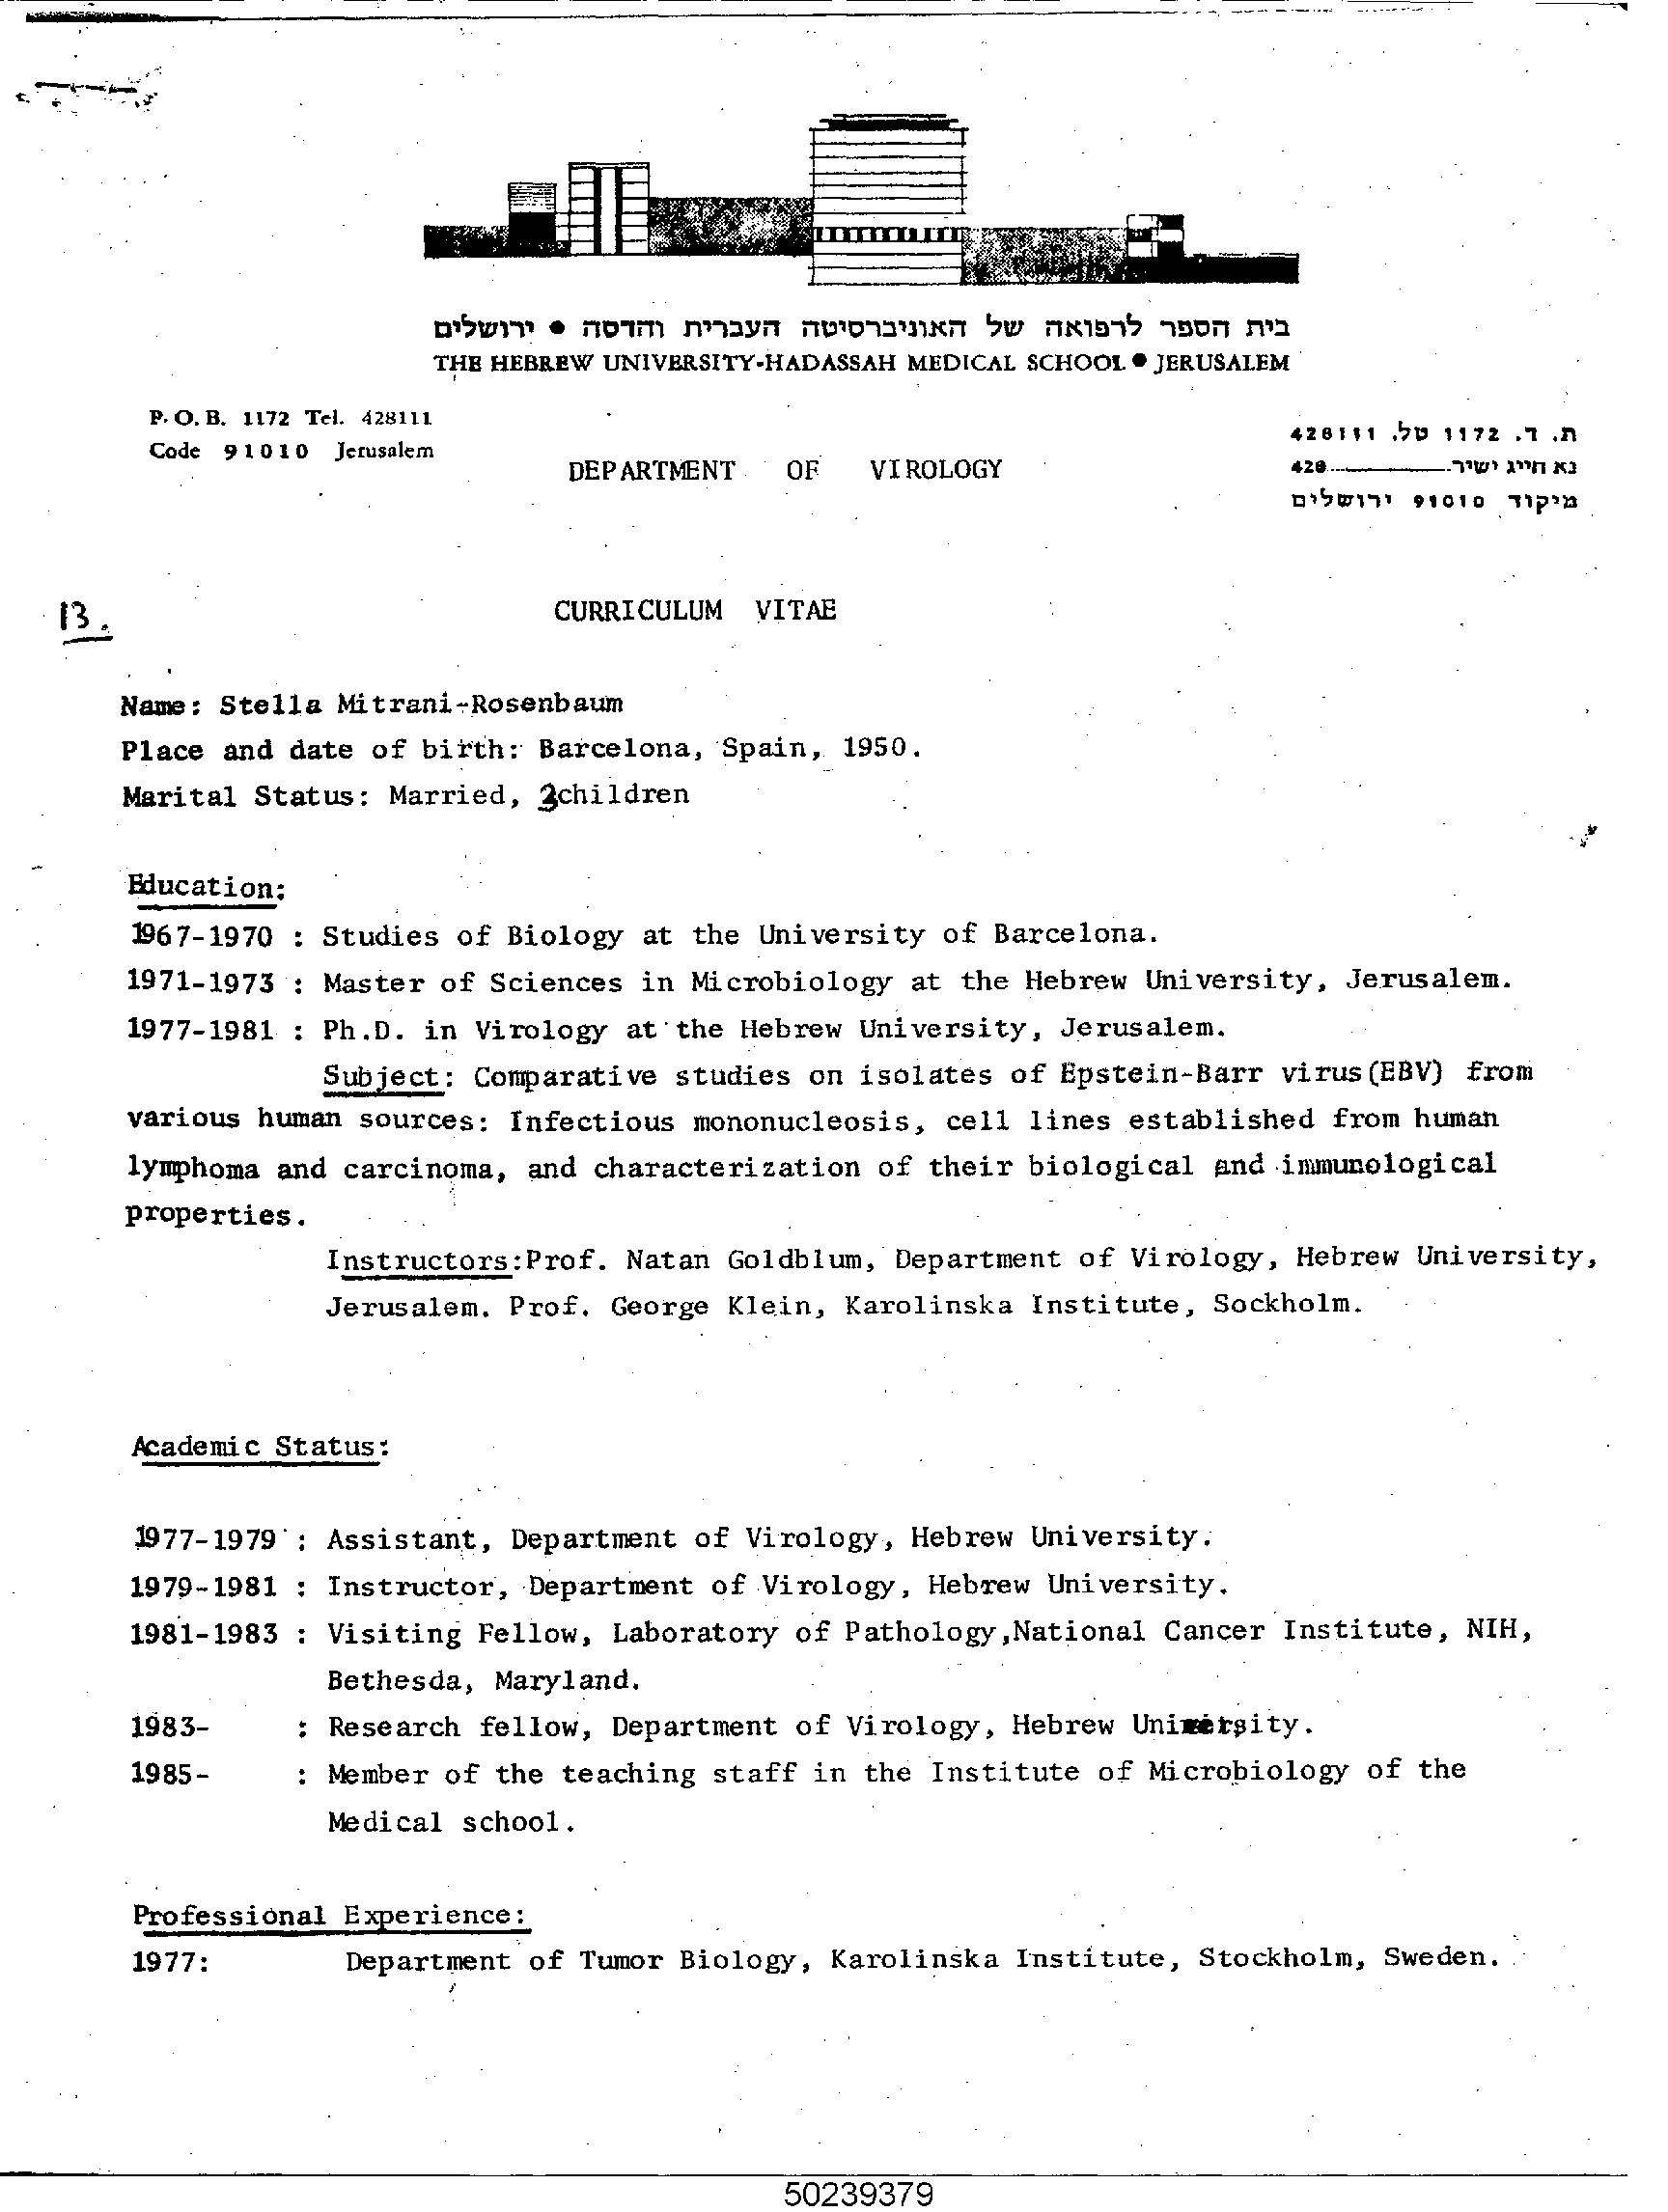 בית הספר לרפואה של האוניברסיטה העברית והדסה ● ירושלים
THE HEBREW UNIVERSITY-HADASSAH MEDICAL SCHOOL ● JERUSALEM
P.O.B. 1172 Tel. 428111
Code 91010 Jerusalem
ת. ד. 1172 טל. 428111
נא חייג ישיר 428
מיקוד 91010 ירושלים
DEPARTMENT OF VIROLOGY
13.
CURRICULUM VITAE
Name: Stella Mitrani-Rosenbaum
Place and date of birth: Barcelona, Spain, 1950.
Marital Status: Married, children
Education:
1967-1970 : Studies of Biology at the University of Barcelona.
1971-1973 : Master of Sciences in Microbiology at the Hebrew University, Jerusalem.
1977-1981 : Ph.D. in Virology at the Hebrew University, Jerusalem.
Subject: Comparative studies on isolates of Epstein-Barr virus(EBV) from
various human sources: Infectious mononucleosis, cell lines established from human
lymphoma and carcinoma, and characterization of their biological and immunological
properties.
Instructors:Prof. Natan Goldblum, Department of Virology, Hebrew University,
Jerusalem. Prof. George Klein, Karolinska Institute, Sockholm.
Academic Status:
1977-1979 : Assistant, Department of Virology, Hebrew University.
1979-1981 : Instructor, Department of Virology, Hebrew University.
1981-1983 : Visiting Fellow, Laboratory of Pathology,National Cancer Institute, NIH,
Bethesda, Maryland.
1983- : Research fellow, Department of Virology, Hebrew University.
1985- : Member of the teaching staff in the Institute of Microbiology of the
Medical school.
Professional Experience:
1977: Department of Tumor Biology, Karolinska Institute, Stockholm, Sweden.
50239379